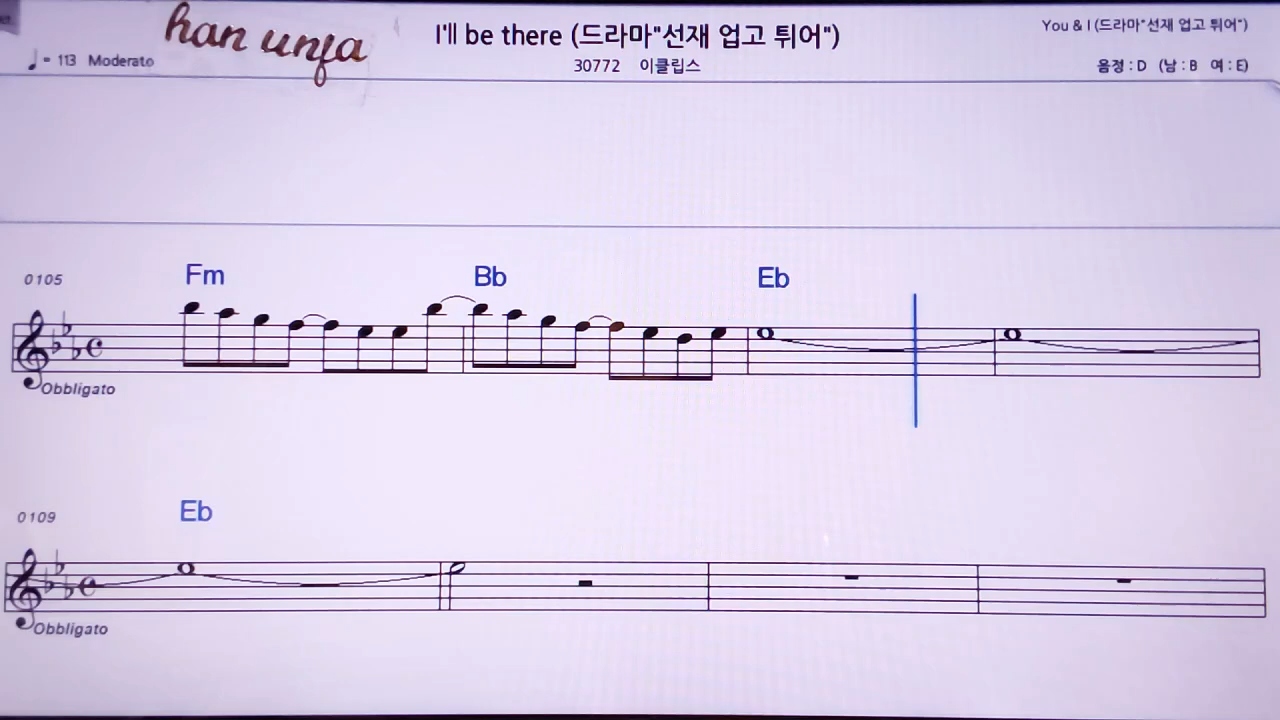 han unja
I'll be there (드라마"선재 업고 튀어")
You & I (드라마"선재 업고 튀어")
♩= 113 Moderato
30772 이클립스
음정 : D (남 : B 여 : E)
0105
Fm Bb Eb
Obbligato
0109
Eb
Obbligato